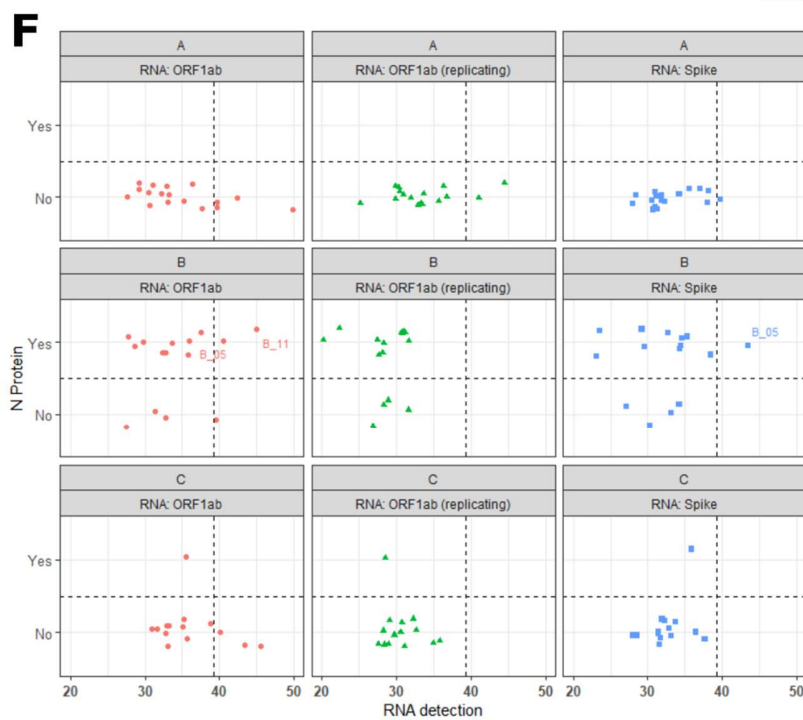 F
A A A
RNA: ORF1ab RNA: ORF1ab (replicating) RNA: Spike
Yes
No
B B B
RNA: ORF1ab RNA: ORF1ab (replicating) RNA: Spike
Yes B_05 B_11 B_05
No
C C C
RNA: ORF1ab RNA: ORF1ab (replicating) RNA: Spike
Yes
No
20 30 40 50 20 30 40 50 20 30 40 50
N Protein
RNA detection